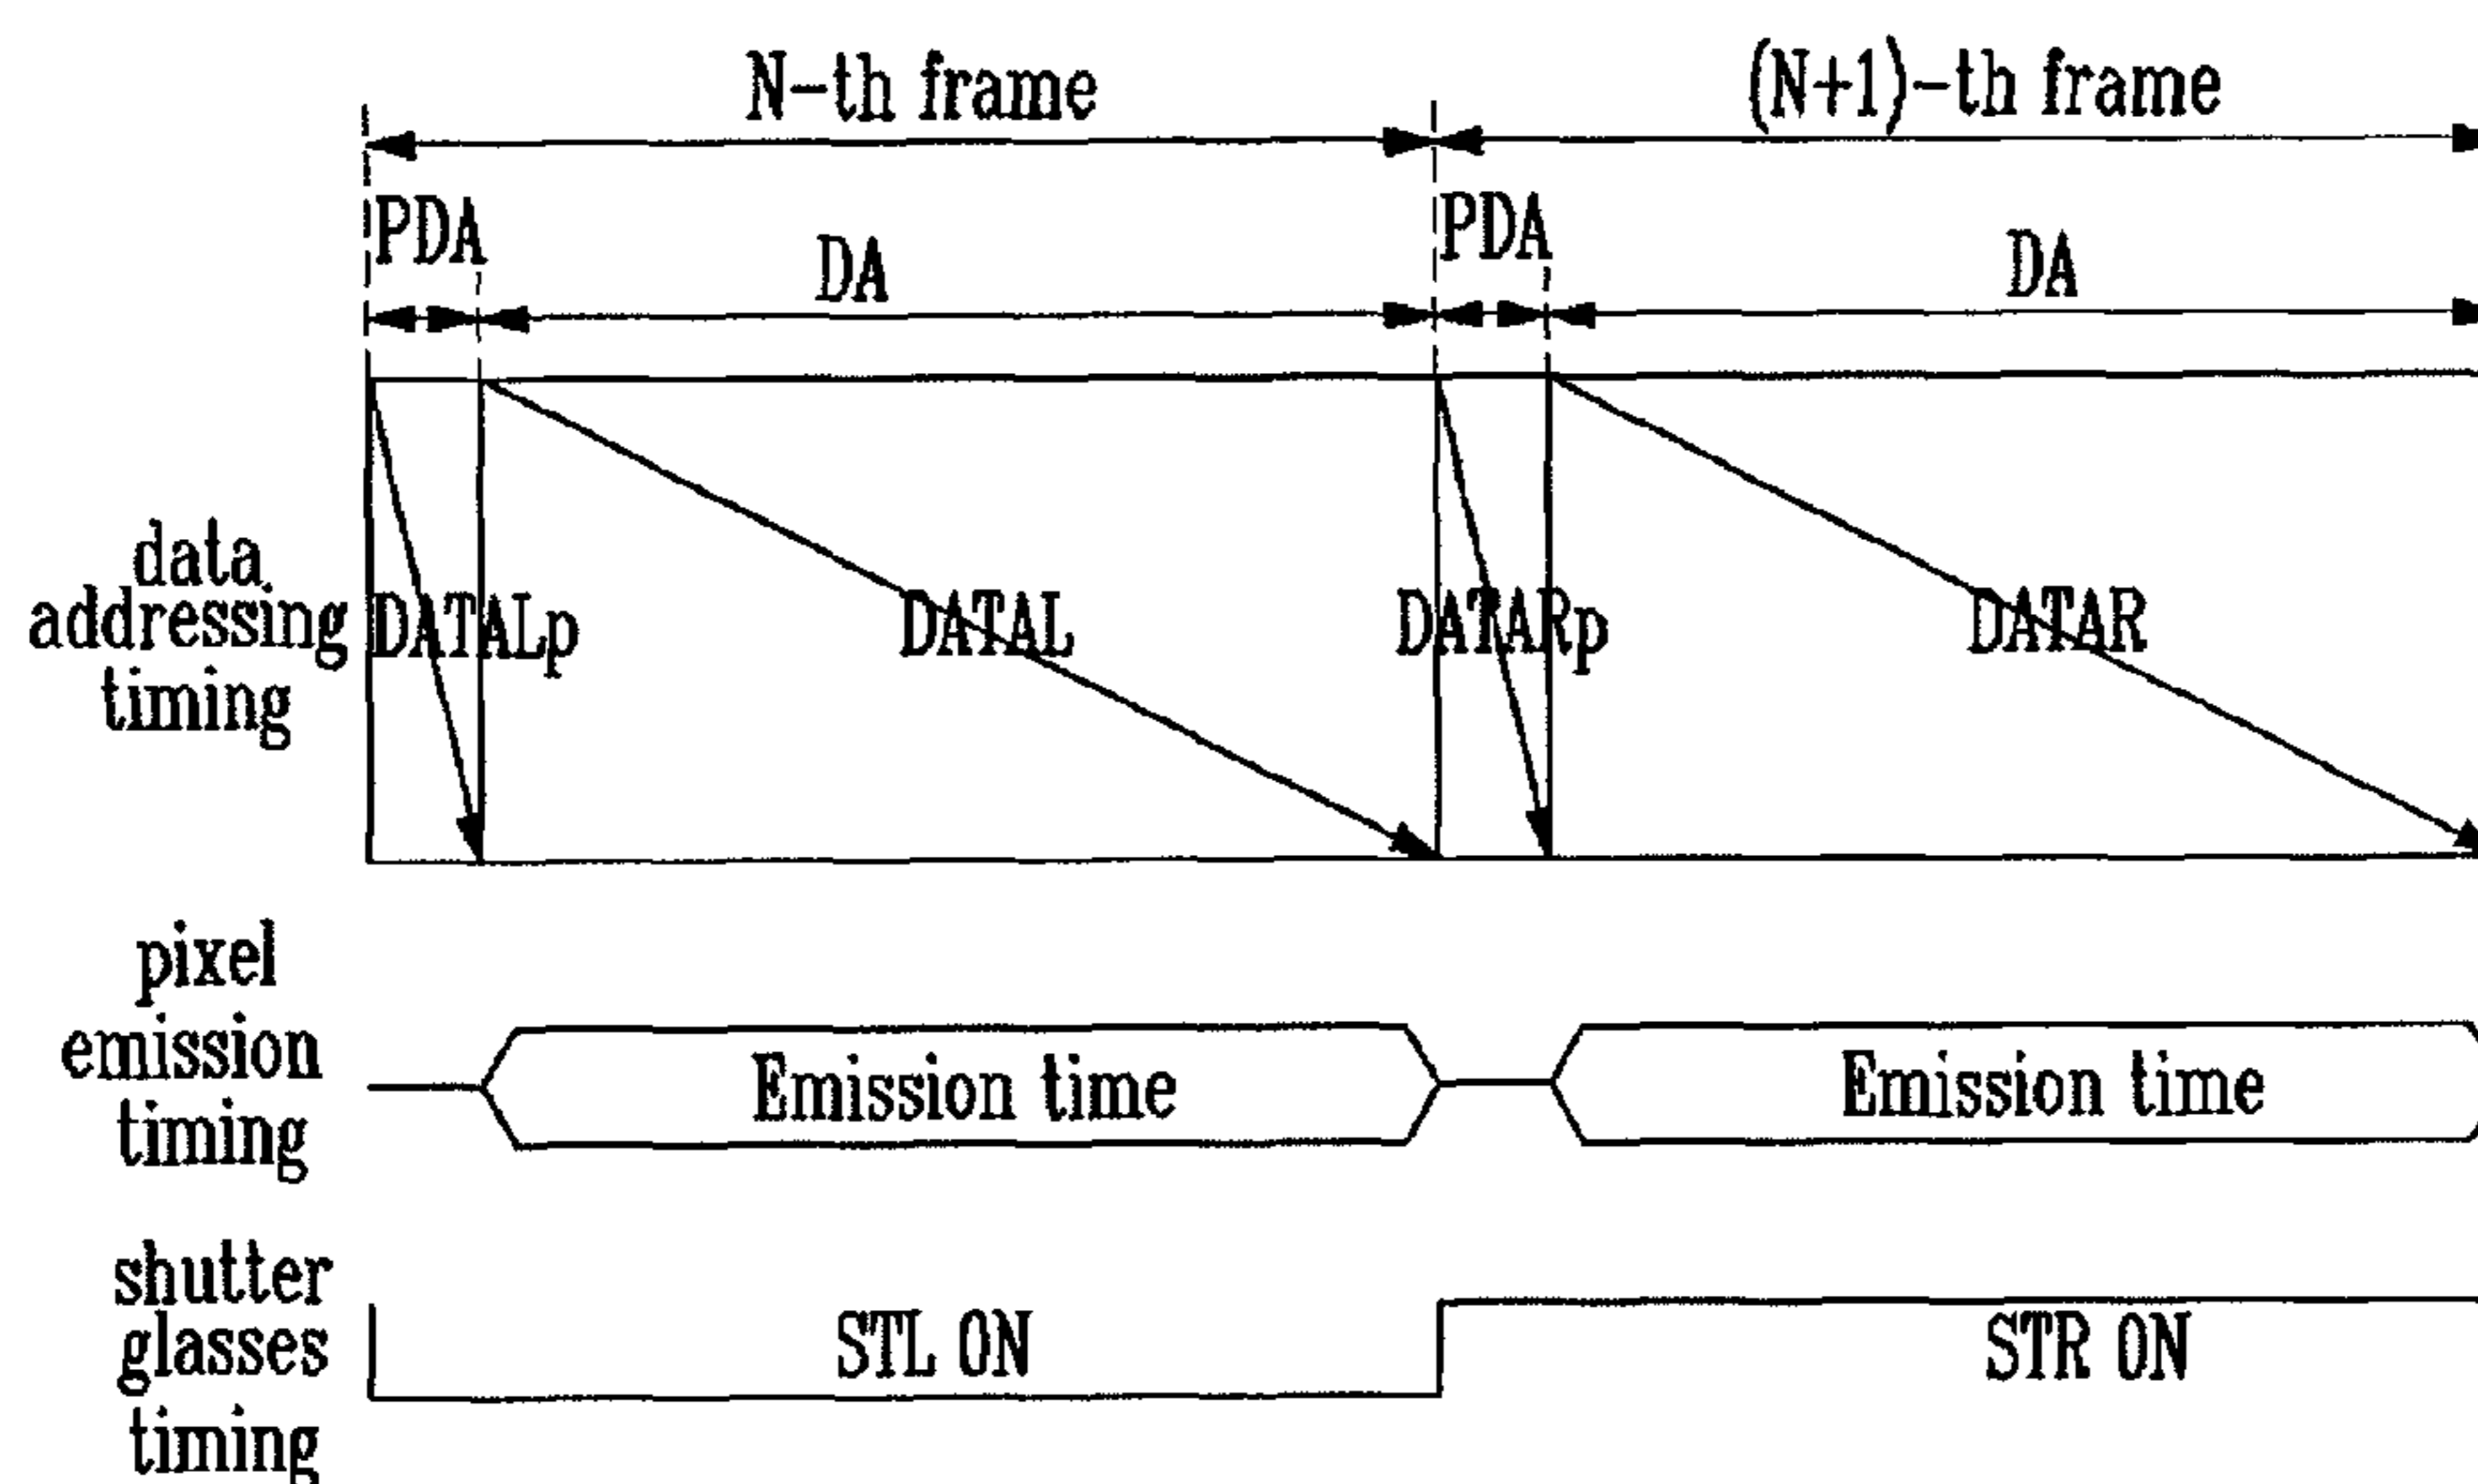 N-th frame
(N+1)-th frame
PDA
DA
PDA
DA
data
addressing
timing
DATALp
DATAL
DATARp
DATAR
pixel
emission
timing
Emission time
Emission time
shutter
glasses
timing
STL ON
STR ON